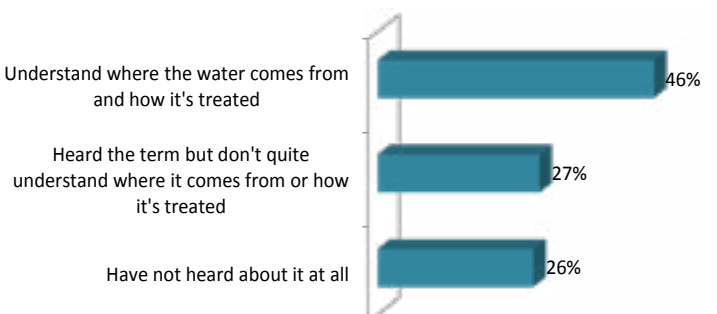 Understand where the water comes from
and how it's treated
46%
Heard the term but don't quite
understand where it comes from or how
it's treated
27%
Have not heard about it at all
26%